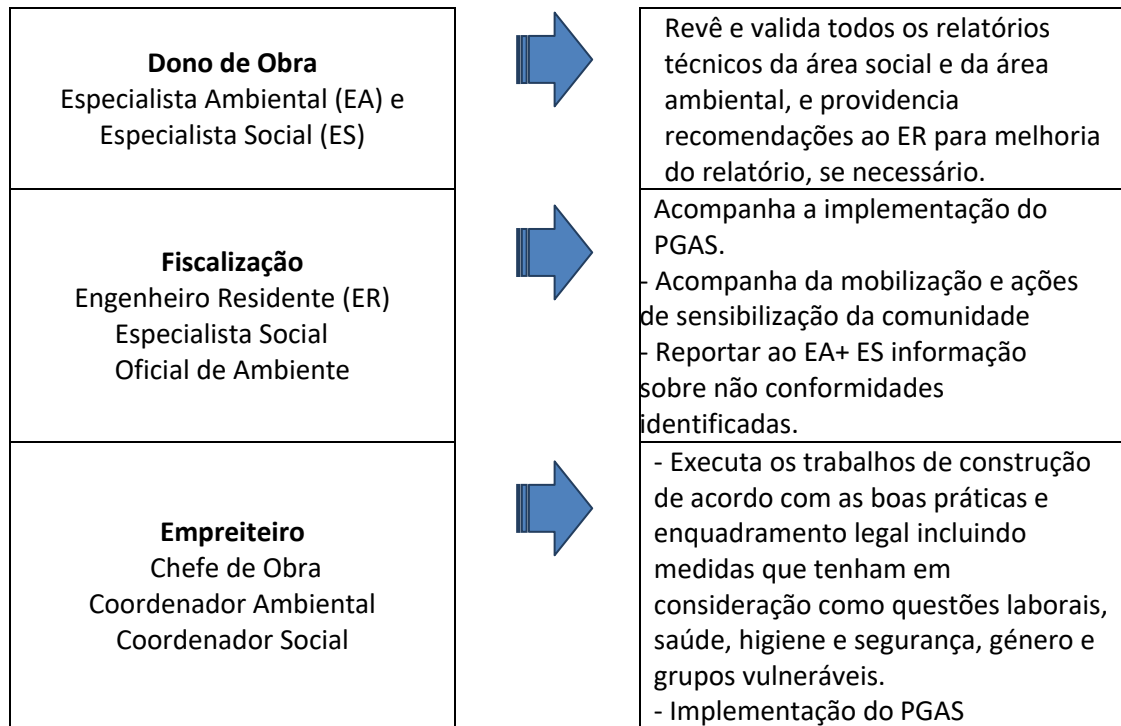 Dono de Obra
Especialista Ambiental (EA) e
Especialista Social (ES)
Revê e valida todos os relatórios
técnicos da área social e da área
ambiental, e providencia
recomendações ao ER para melhoria
do relatório, se necessário.
Fiscalização
Engenheiro Residente (ER)
Especialista Social
Oficial de Ambiente
Acompanha a implementação do
PGAS.
- Acompanha da mobilização e ações
de sensibilização da comunidade
- Reportar ao EA+ ES informação
sobre não conformidades
identificadas.
Empreiteiro
Chefe de Obra
Coordenador Ambiental
Coordenador Social
- Executa os trabalhos de construção
de acordo com as boas práticas e
enquadramento legal incluindo
medidas que tenham em
consideração como questões laborais,
saúde, higiene e segurança, género e
grupos vulneráveis.
- Implementação do PGAS